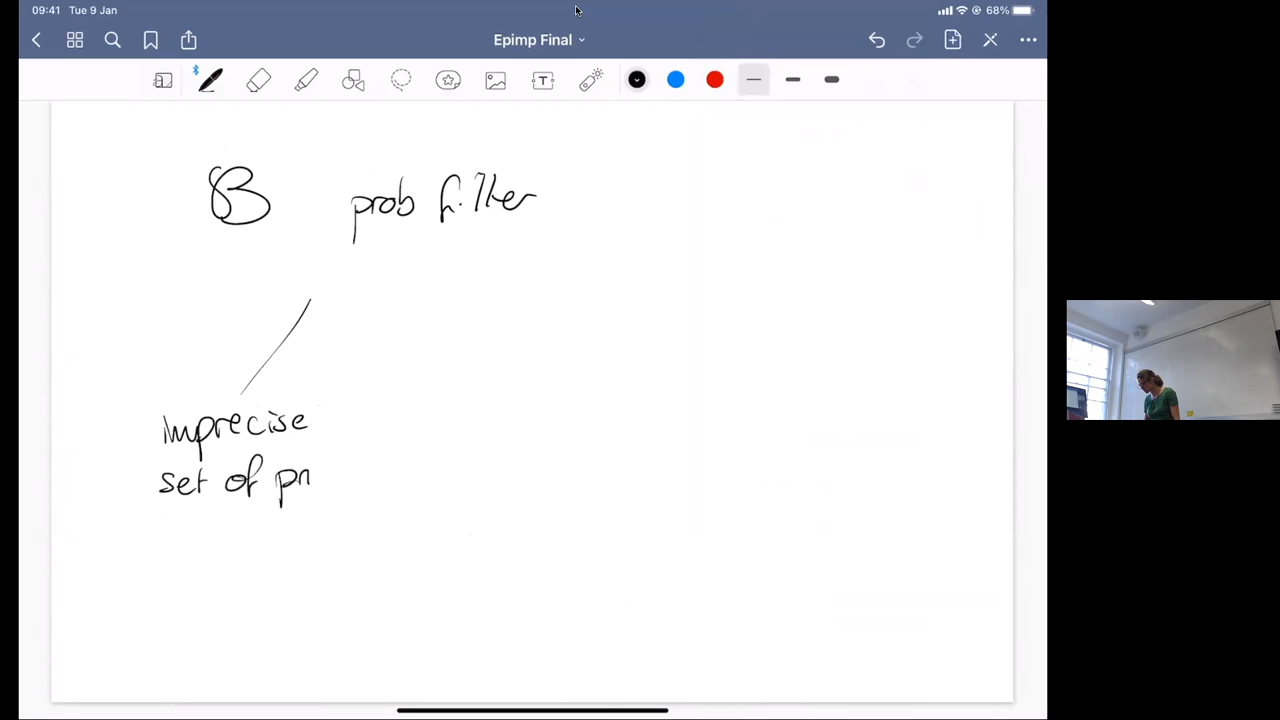 09:41 Tue 9 Jan
68%
Epimp Final
T
B prob filter
imprecise
set of pr